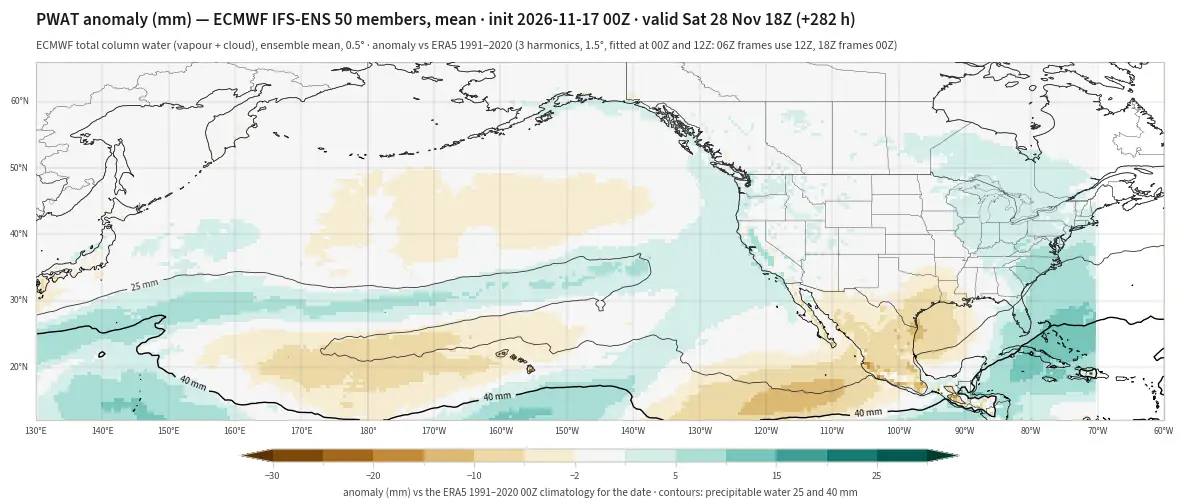 PWAT anomaly (mm) — ECMWF IFS-ENS 50 members, mean · init 2026-11-17 00Z · valid Sat 28 Nov 18Z (+282 h)
ECMWF total column water (vapour + cloud), ensemble mean, 0.5° · anomaly vs ERA5 1991–2020 (3 harmonics, 1.5°, fitted at 00Z and 12Z: 06Z frames use 12Z, 18Z frames 00Z)
60°N
50°N
40°N
30°N
20°N
25 mm
40 mm
40 mm
40 mm
130°E 140°E 150°E 160°E 170°E 180° 170°W 160°W 150°W 140°W 130°W 120°W 110°W 100°W 90°W 80°W 70°W 60°W
−30 −20 −10 −2 5 15 25
anomaly (mm) vs the ERA5 1991–2020 00Z climatology for the date · contours: precipitable water 25 and 40 mm